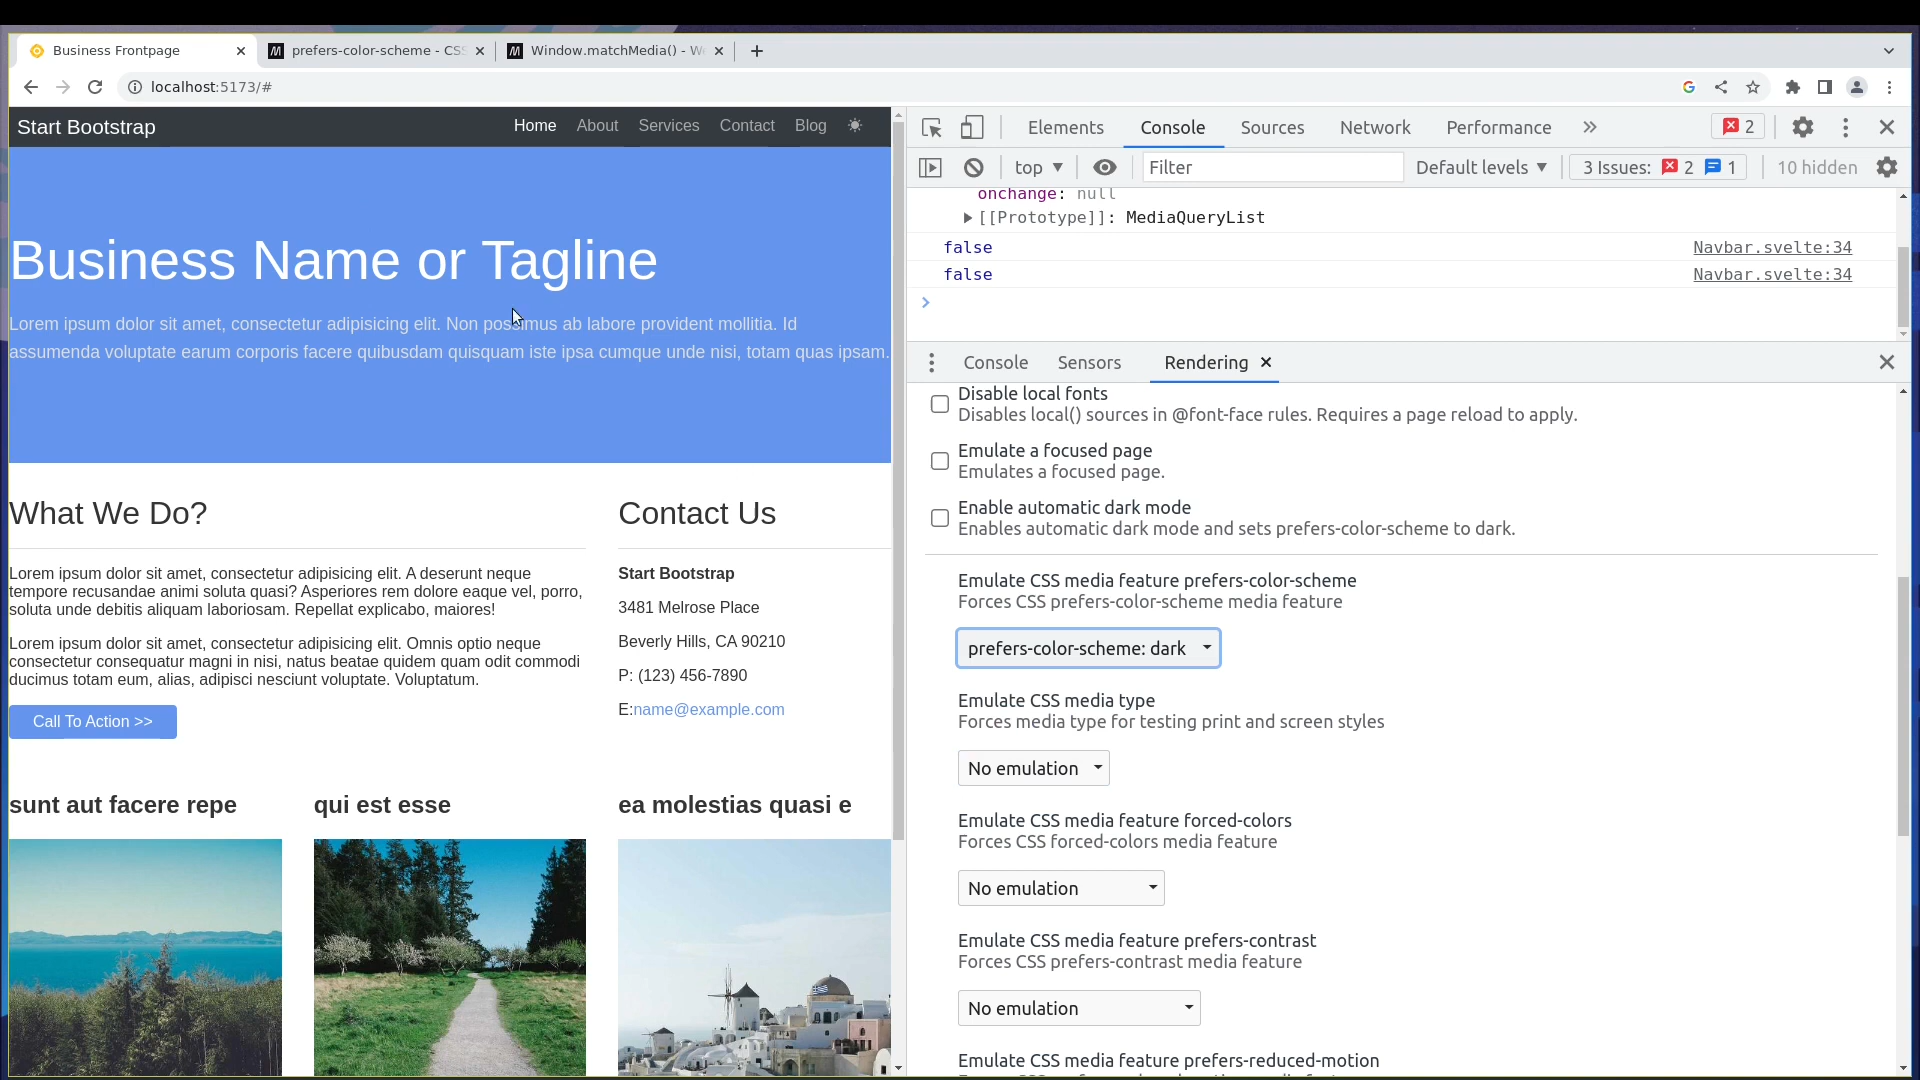 Business Frontpage
prefers-color-scheme - CSS
Window.matchMedia() - We
localhost:5173/#
Start Bootstrap
Home About Services Contact Blog
Business Name or Tagline
Lorem ipsum dolor sit amet, consectetur adipisicing elit. Non possimus ab labore provident mollitia. Id
assumenda voluptate earum corporis facere quibusdam quisquam iste ipsa cumque unde nisi, totam quas ipsam.
What We Do?
Lorem ipsum dolor sit amet, consectetur adipisicing elit. A deserunt neque
tempore recusandae animi soluta quasi? Asperiores rem dolore eaque vel, porro,
soluta unde debitis aliquam laboriosam. Repellat explicabo, maiores!
Lorem ipsum dolor sit amet, consectetur adipisicing elit. Omnis optio neque
consectetur consequatur magni in nisi, natus beatae quidem quam odit commodi
ducimus totam eum, alias, adipisci nesciunt voluptate. Voluptatum.
Call To Action >>
Contact Us
Start Bootstrap
3481 Melrose Place
Beverly Hills, CA 90210
P: (123) 456-7890
E:name@example.com
sunt aut facere repe
qui est esse
ea molestias quasi e
Elements Console Sources Network Performance 2
top Filter Default levels 3 Issues: 2 1 10 hidden
onchange: null
[[Prototype]]: MediaQueryList
false Navbar.svelte:34
false Navbar.svelte:34
Console Sensors Rendering
Disable local fonts
Disables local() sources in @font-face rules. Requires a page reload to apply.
Emulate a focused page
Emulates a focused page.
Enable automatic dark mode
Enables automatic dark mode and sets prefers-color-scheme to dark.
Emulate CSS media feature prefers-color-scheme
Forces CSS prefers-color-scheme media feature
prefers-color-scheme: dark
Emulate CSS media type
Forces media type for testing print and screen styles
No emulation
Emulate CSS media feature forced-colors
Forces CSS forced-colors media feature
No emulation
Emulate CSS media feature prefers-contrast
Forces CSS prefers-contrast media feature
No emulation
Emulate CSS media feature prefers-reduced-motion